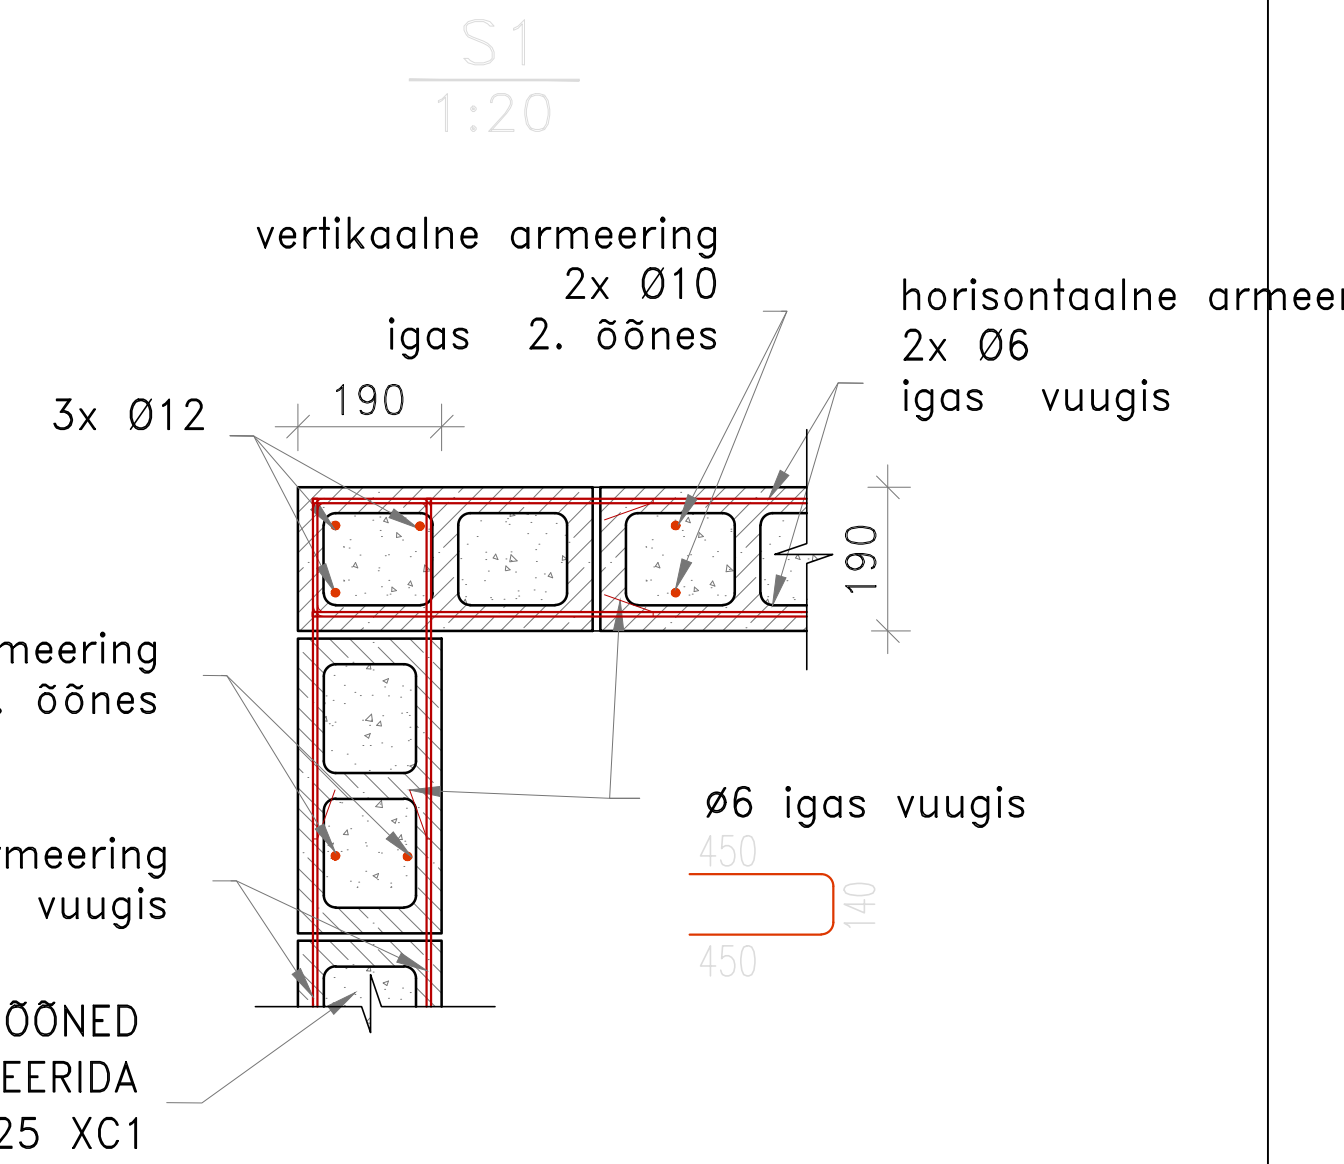 S1
1:20
vertikaalne armeering
2x Ø10
igas 2. õõnes
horisontaalne armeer
2x Ø6
igas vuugis
3x Ø12
190
190
meering
. õõnes
ø6 igas vuugis
450
140
450
rmeering
vuugis
ÕÕNED
EERIDA
25 XC1